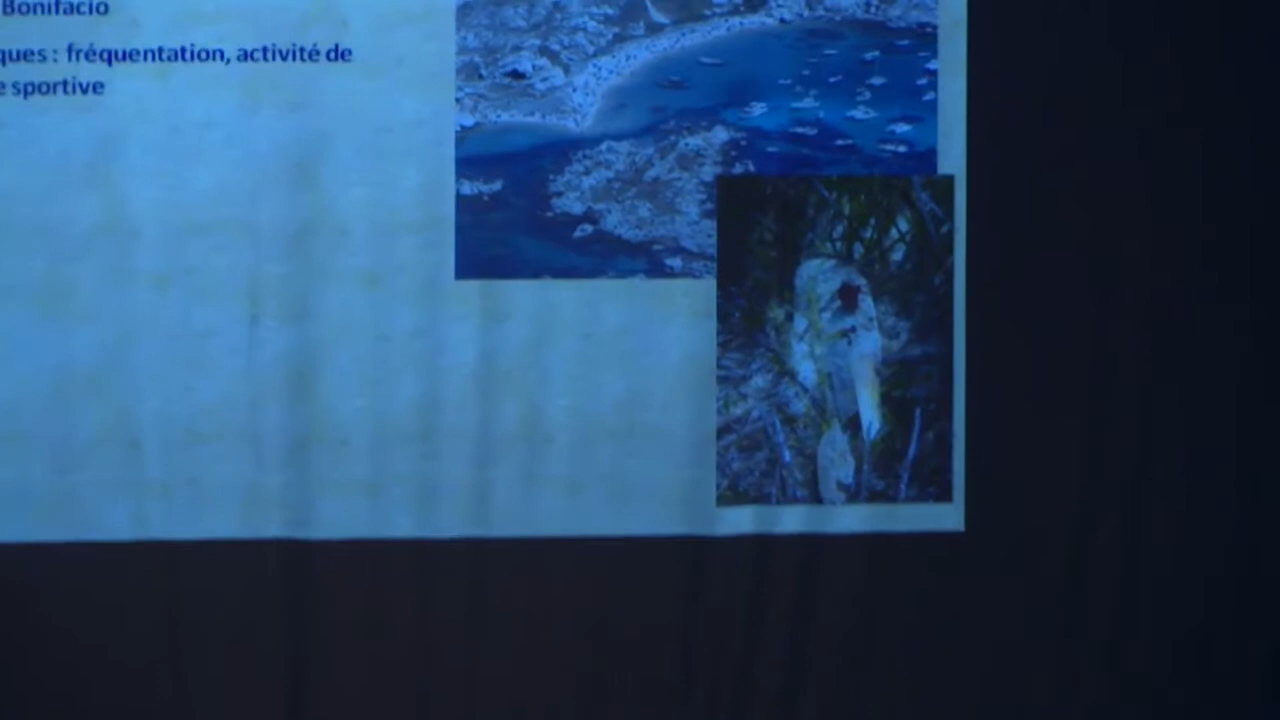 Bonifacio
ques : fréquentation, activité de
e sportive